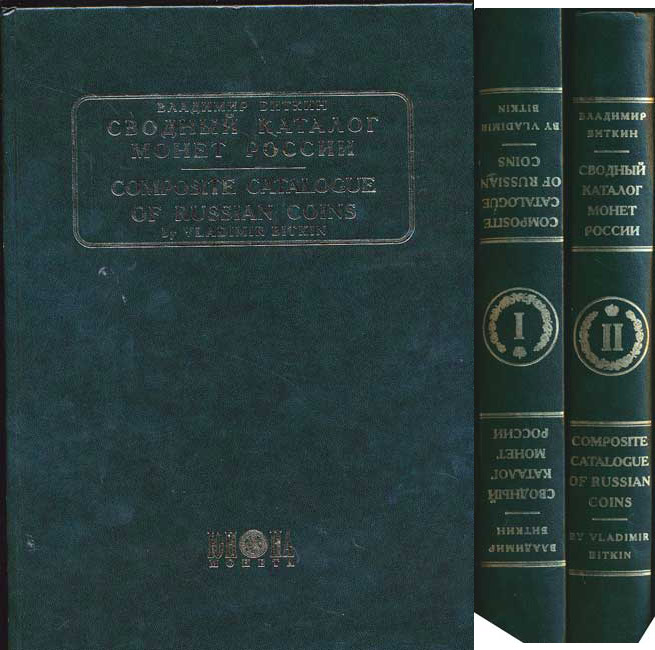 ВЛАДИМИР БИТКИН
СВОДНЫЙ КАТАЛОГ
МОНЕТ РОССИИ
COMPOSITE CATALOGUE
OF RUSSIAN COINS
By VLADIMIR BITKIN
ЮНОНЬ
МОНЕТА
ВЛАДИМИР
БИТКИН
СВОДНЫЙ
КАТАЛОГ
МОНЕТ
РОССИИ
I
COMPOSITE
CATALOGUE
OF RUSSIAN
COINS
BY VLADIMIR
BITKIN
ВЛАДИМИР
БИТКИН
СВОДНЫЙ
КАТАЛОГ
МОНЕТ
РОССИИ
II
COMPOSITE
CATALOGUE
OF RUSSIAN
COINS
BY VLADIMIR
BITKIN